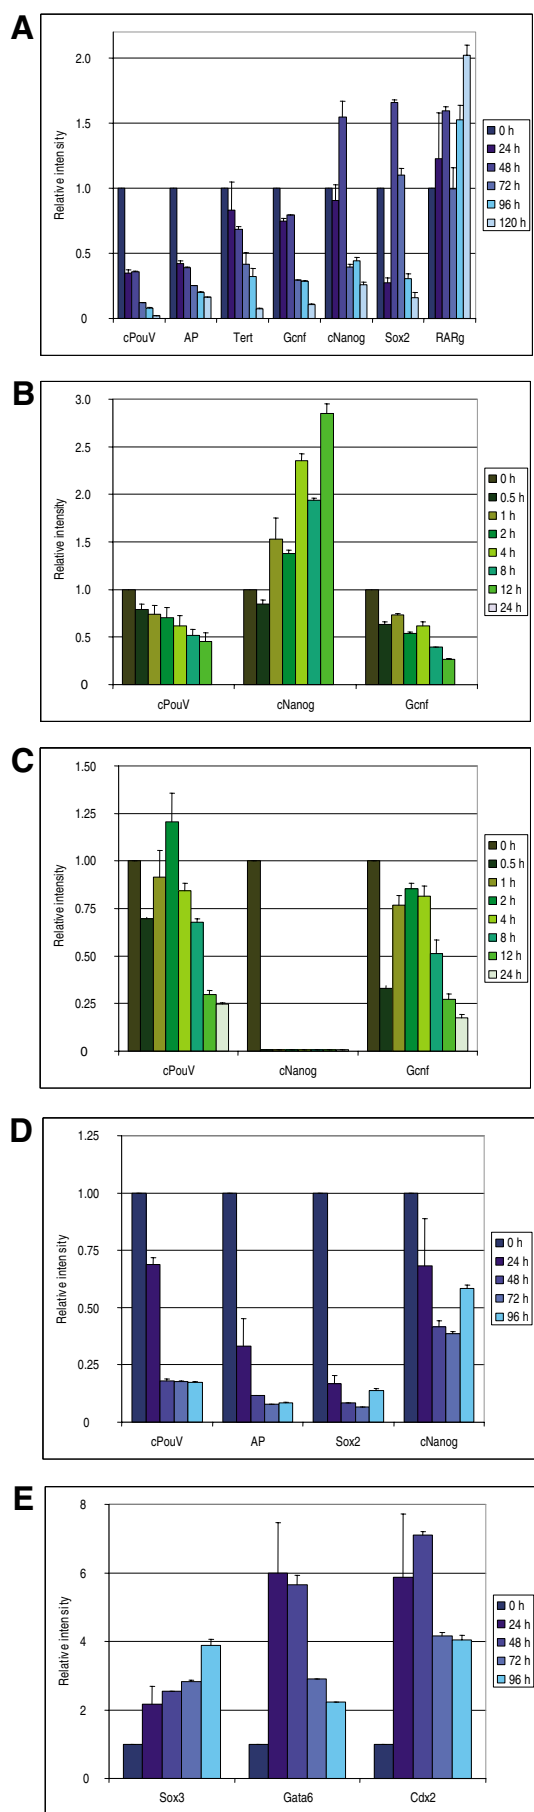 A
Relative intensity
2.0
1.5
1.0
0.5
0
cPouV AP Tert Gcnf cNanog Sox2 RARg
0 h
24 h
48 h
72 h
96 h
120 h
B
Relative intensity
3.0
2.5
2.0
1.5
1.0
0.5
0
cPouV cNanog Gcnf
0 h
0.5 h
1 h
2 h
4 h
8 h
12 h
24 h
C
Relative intensity
1.50
1.25
1.00
0.75
0.50
0.25
0
cPouV cNanog Gcnf
0 h
0.5 h
1 h
2 h
4 h
8 h
12 h
24 h
D
Relative intensity
1.25
1.00
0.75
0.50
0.25
0
cPouV AP Sox2 cNanog
0 h
24 h
48 h
72 h
96 h
E
Relative intensity
8
6
4
2
0
Sox3 Gata6 Cdx2
0 h
24 h
48 h
72 h
96 h